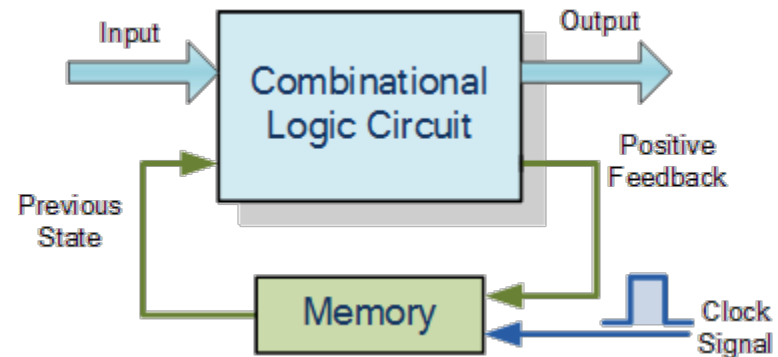 Input
Output
Combinational
Logic Circuit
Positive
Feedback
Previous
State
Memory
Clock
Signal